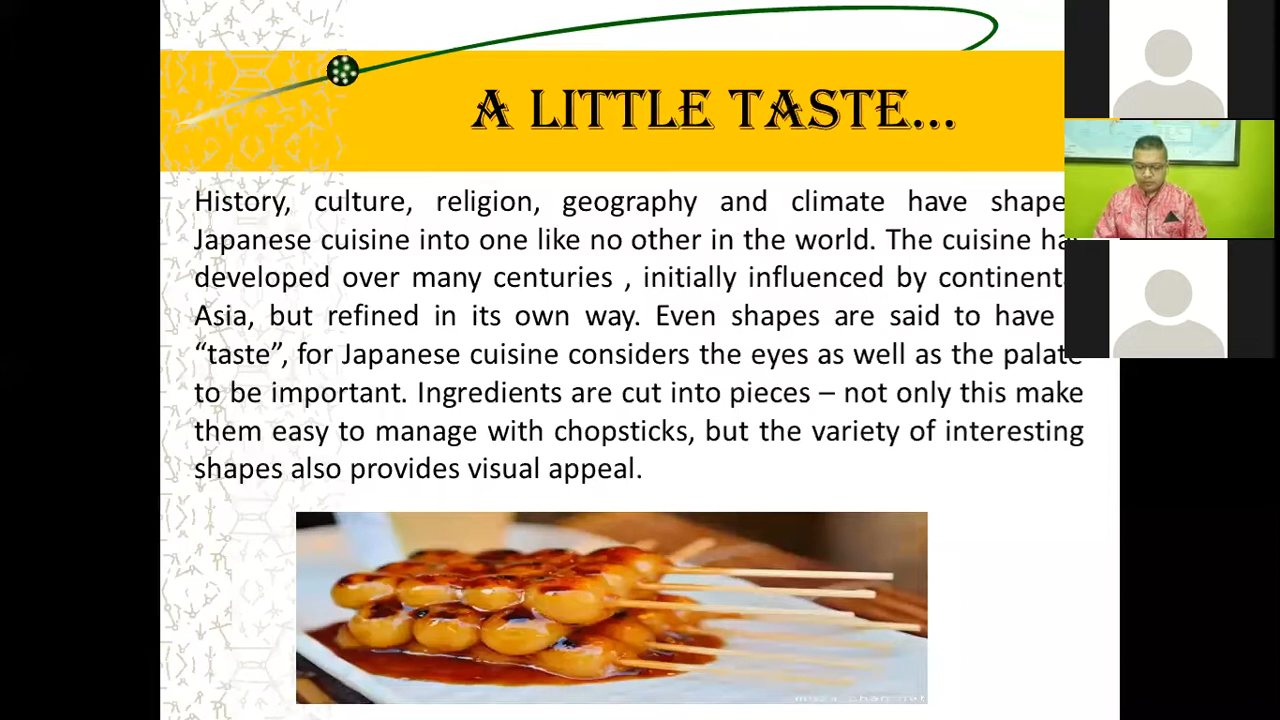 A LITTLE TASTE...
History, culture, religion, geography and climate have shape
Japanese cuisine into one like no other in the world. The cuisine ha
developed over many centuries , initially influenced by continent
Asia, but refined in its own way. Even shapes are said to have
“taste”, for Japanese cuisine considers the eyes as well as the palate
to be important. Ingredients are cut into pieces – not only this make
them easy to manage with chopsticks, but the variety of interesting
shapes also provides visual appeal.